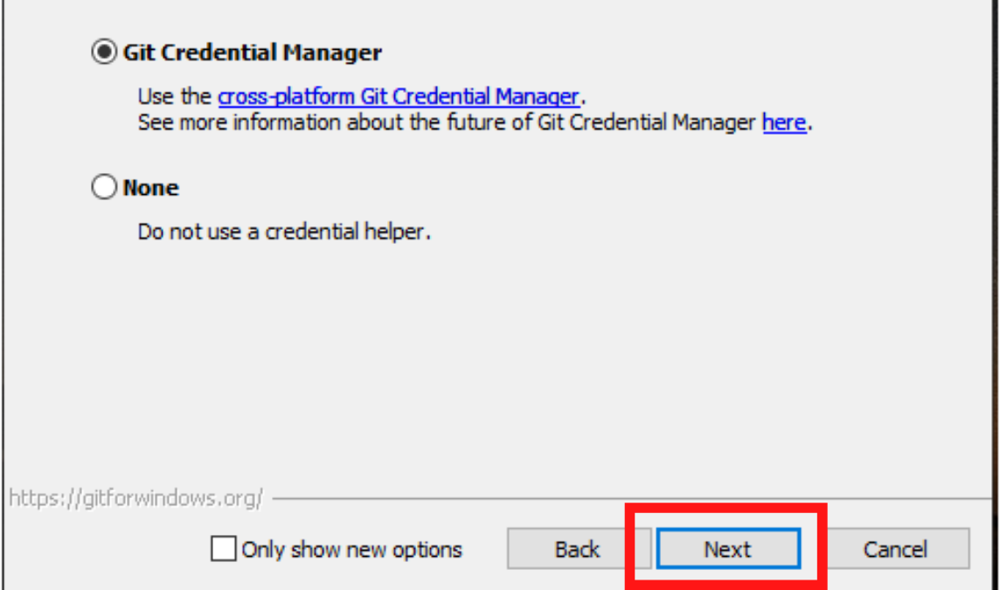 Git Credential Manager
Use the cross-platform Git Credential Manager.
See more information about the future of Git Credential Manager here.
None
Do not use a credential helper.
https://gitforwindows.org/
Only show new options
Back
Next
Cancel